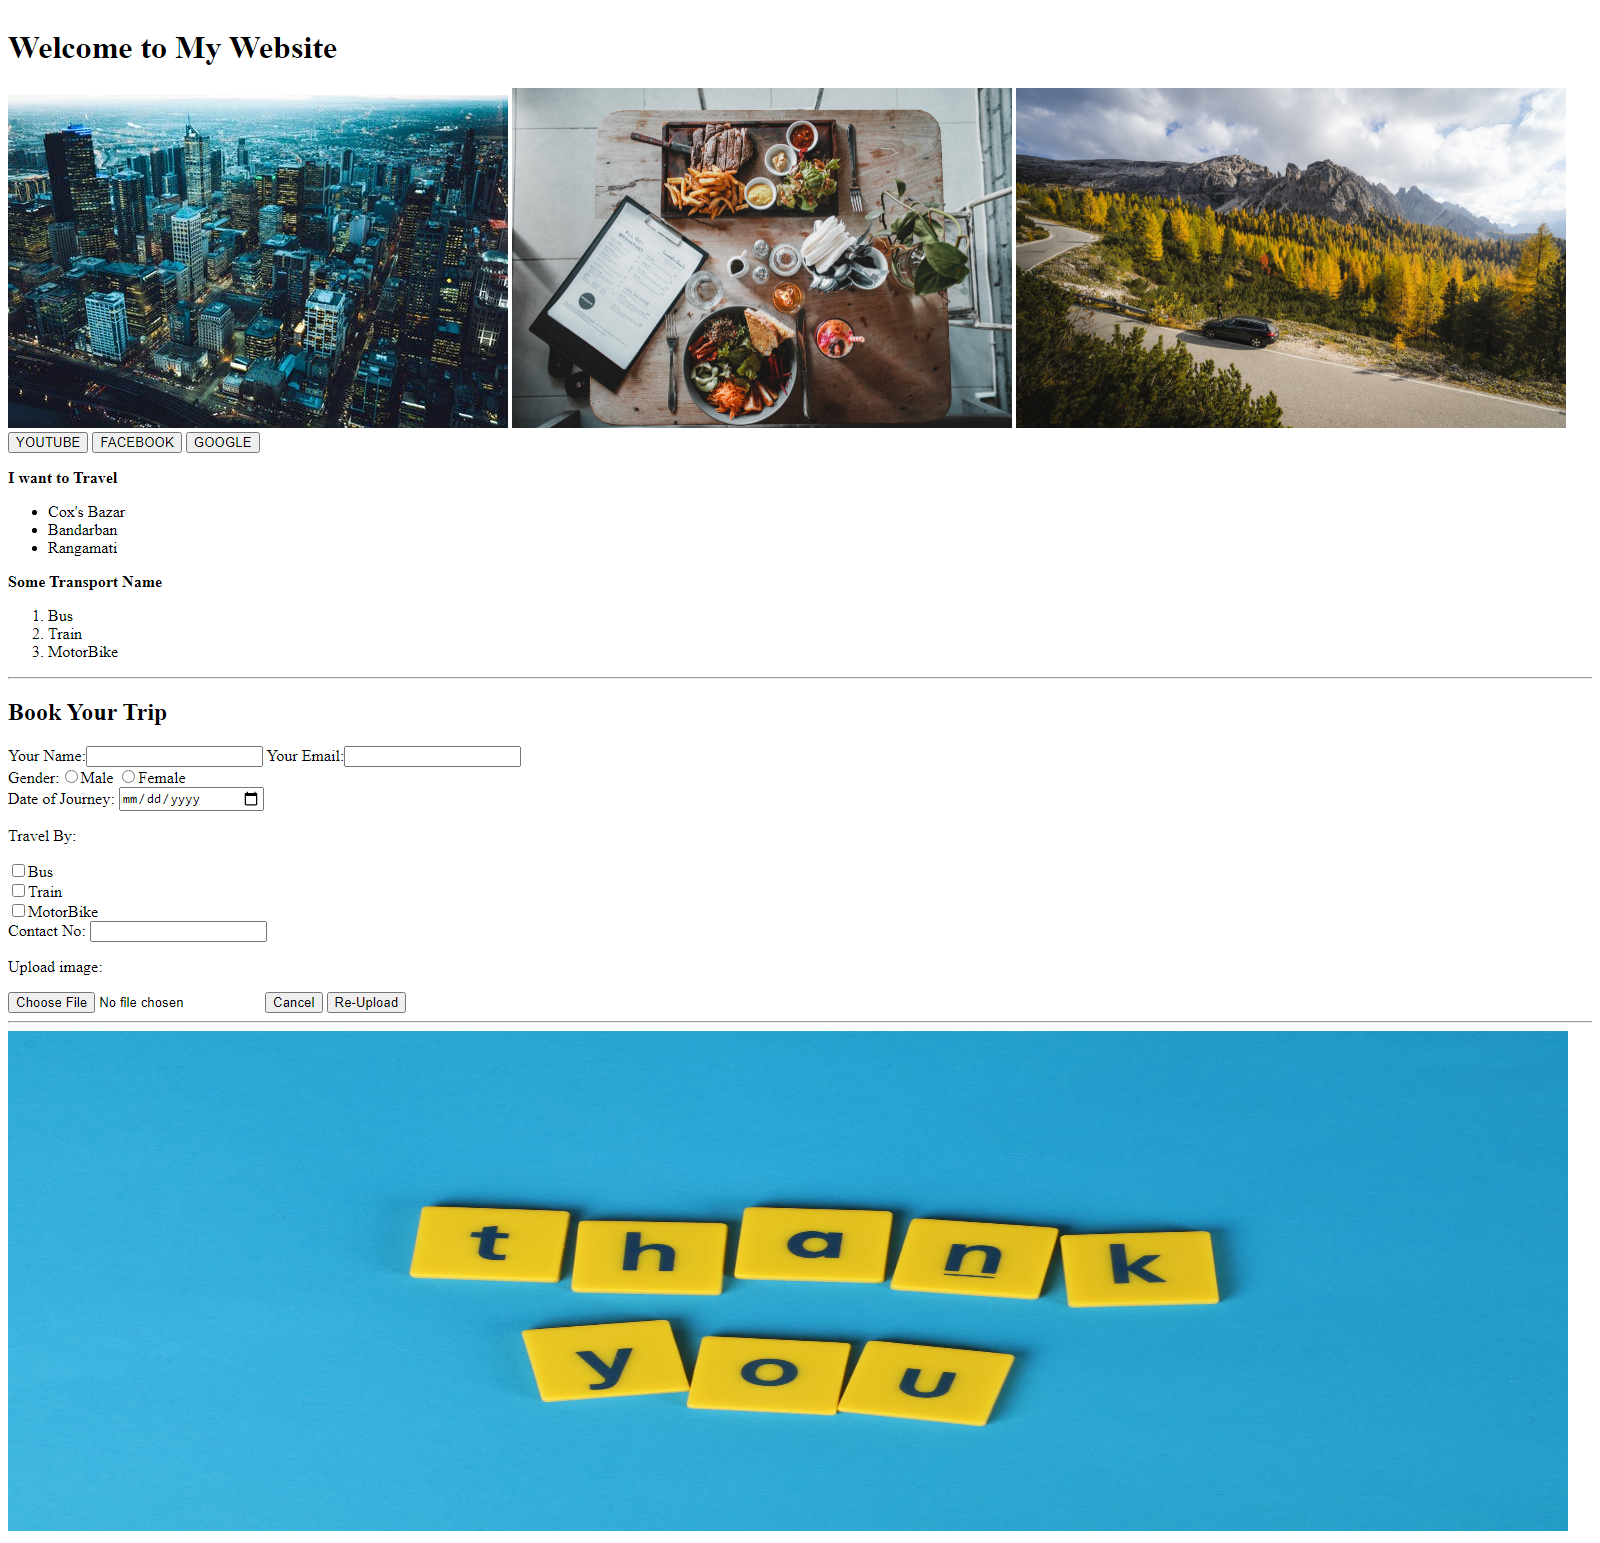 Welcome to My Website
ALL DAY
BREAKFAST
YOUTUBE FACEBOOK GOOGLE
I want to Travel
Cox's Bazar
Bandarban
Rangamati
Some Transport Name
1. Bus
2. Train
3. MotorBike
Book Your Trip
Your Name: Your Email:
Gender: Male Female
Date of Journey: mm/dd/yyyy
Travel By:
Bus
Train
MotorBike
Contact No:
Upload image:
Choose File No file chosen Cancel Re-Upload
thank
you